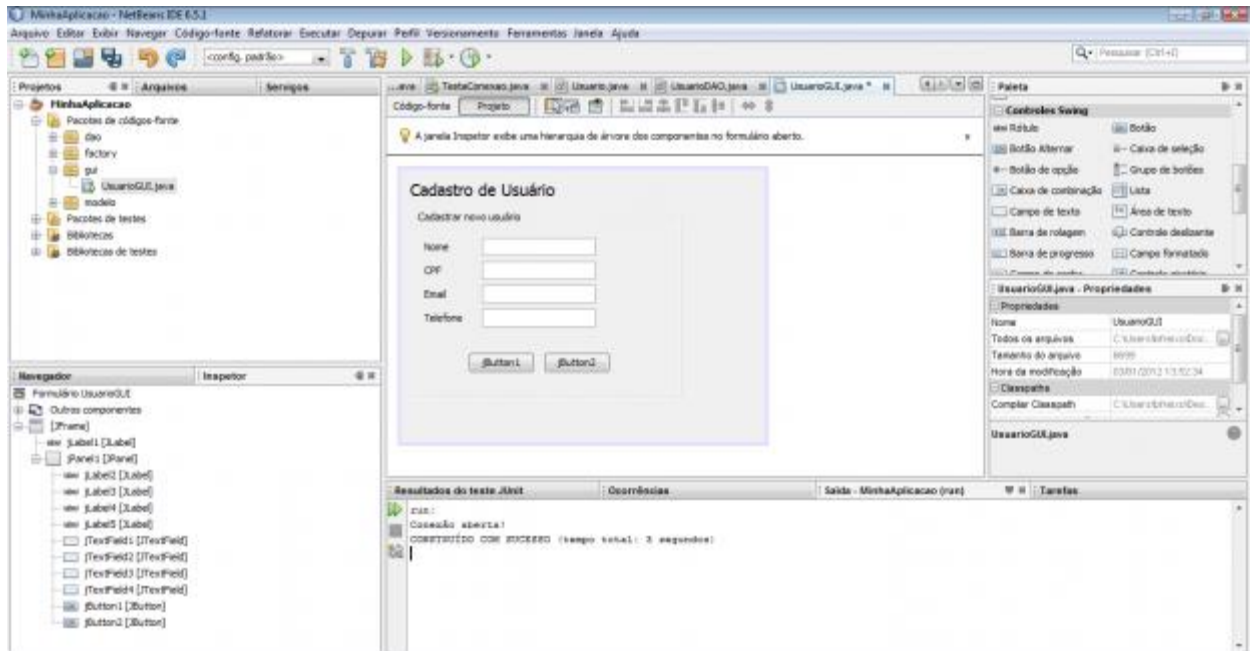 MinhaAplicacao - NetBeans IDE 6.5.1
Arquivo Editar Exibir Navegar Código-fonte Refatorar Executar Depurar Perfil Versionamento Ferramentas Janela Ajuda
<config. padrão>
Pesquisar (Ctrl+I)
Projetos Arquivos Serviços
MinhaAplicacao
Pacotes de códigos-fonte
dao
factory
gui
UsuarioGUI.java
modelo
Pacotes de testes
Bibliotecas
Bibliotecas de testes
...ava TestaConexao.java Usuario.java UsuarioDAO.java UsuarioGUI.java *
Código-fonte Projeto
A janela Inspetor exibe uma hierarquia de árvore dos componentes no formulário aberto.
Cadastro de Usuário
Cadastrar novo usuário
Nome
CPF
Email
Telefone
jButton1 jButton2
Paleta
Controles Swing
Rótulo Botão
Botão Alternar Caixa de seleção
Botão de opção Grupo de botões
Caixa de combinação Lista
Campo de texto Área de texto
Barra de rolagem Controle deslizante
Barra de progresso Campo formatado
UsuarioGUI.java - Propriedades
Propriedades
Nome UsuarioGUI
Todos os arquivos
Tamanho do arquivo
Hora da modificação 03/01/2012
Classpaths
Compilar Classpath
UsuarioGUI.java
Navegador Inspetor
Formulário UsuarioGUI
Outros componentes
[JFrame]
jLabel1 [JLabel]
jPanel1 [JPanel]
jLabel2 [JLabel]
jLabel3 [JLabel]
jLabel4 [JLabel]
jLabel5 [JLabel]
jTextField1 [JTextField]
jTextField2 [JTextField]
jTextField3 [JTextField]
jTextField4 [JTextField]
jButton1 [JButton]
jButton2 [JButton]
Resultados do teste JUnit Ocorrências Saída - MinhaAplicacao (run) Tarefas
run:
Conexão aberta!
CONSTRUÍDO COM SUCESSO (tempo total: 3 segundos)